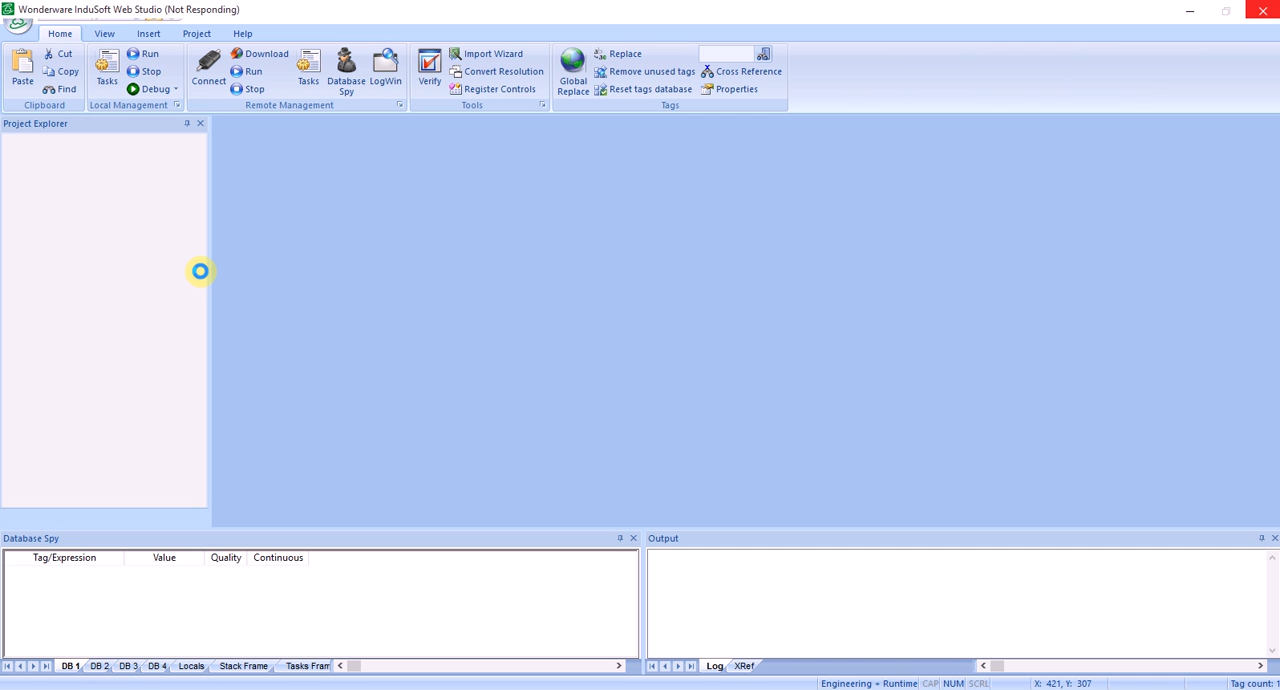 Wonderware InduSoft Web Studio (Not Responding)
Home View Insert Project Help
Paste Cut Copy Find
Clipboard
Tasks Run Stop Debug
Local Management
Connect Download Run Stop Tasks Database Spy LogWin
Remote Management
Verify Import Wizard Convert Resolution Register Controls
Tools
Global Replace Replace Remove unused tags Reset tags database Cross Reference Properties
Tags
Project Explorer
Database Spy
Tag/Expression Value Quality Continuous
DB 1 DB 2 DB 3 DB 4 Locals Stack Frame Tasks Fram
Output
Log XRef
Engineering + Runtime CAP NUM SCRL X: 421, Y: 307 Tag count: 1